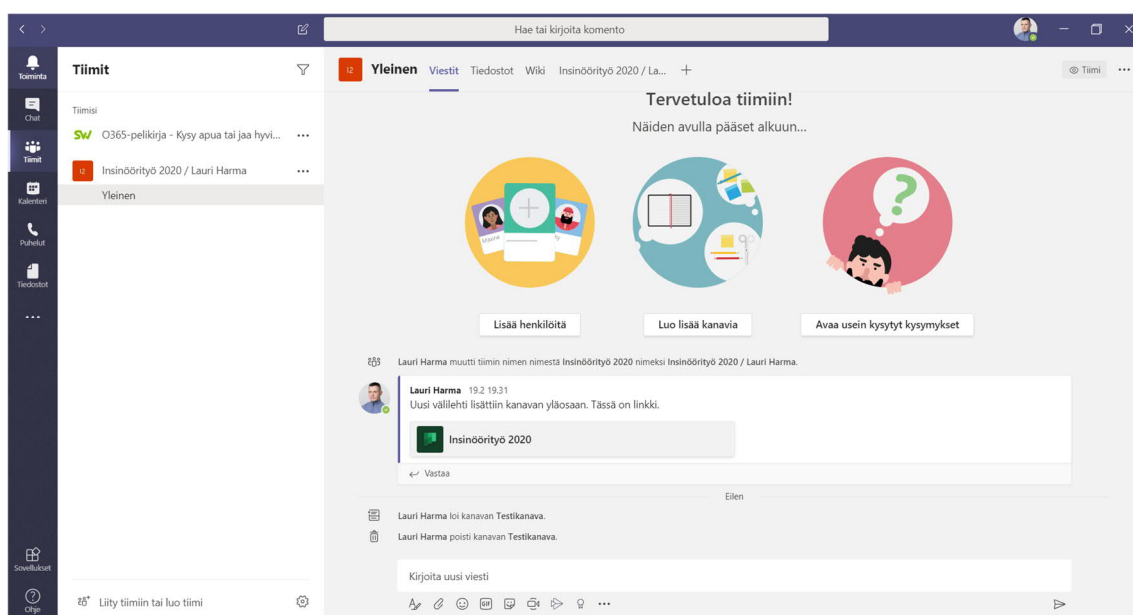 Hae tai kirjoita komento
Toiminta
Chat
Tiimit
Kalenteri
Puhelut
Tiedostot
Sovellukset
Ohje
Tiimit
Tiimisi
SW O365-pelikirja - Kysy apua tai jaa hyvi...
I2 Insinöörityö 2020 / Lauri Harma
Yleinen
Liity tiimiin tai luo tiimi
I2 Yleinen Viestit Tiedostot Wiki Insinöörityö 2020 / La... Tiimi
Tervetuloa tiimiin!
Näiden avulla pääset alkuun...
Maxine
Lisää henkilöitä Luo lisää kanavia Avaa usein kysytyt kysymykset
Lauri Harma muutti tiimin nimen nimestä Insinöörityö 2020 nimeksi Insinöörityö 2020 / Lauri Harma.
Lauri Harma 19.2 19.31
Uusi välilehti lisättiin kanavan yläosaan. Tässä on linkki.
Insinöörityö 2020
Vastaa
Eilen
Lauri Harma loi kanavan Testikanava.
Lauri Harma poisti kanavan Testikanava.
Kirjoita uusi viesti
GIF